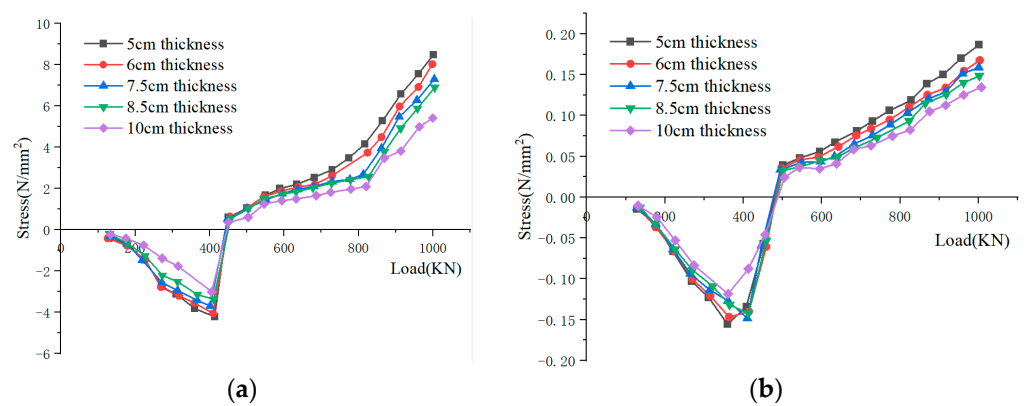 10
8
6
4
2
0
−2
−4
−6
Stress(N/mm²)
5cm thickness
6cm thickness
7.5cm thickness
8.5cm thickness
10cm thickness
0 200 400 600 800 1000
Load(KN)
(a)
0.20
0.15
0.10
0.05
0.00
−0.05
−0.10
−0.15
−0.20
Stress(N/mm²)
5cm thickness
6cm thickness
7.5cm thickness
8.5cm thickness
10cm thickness
0 200 400 600 800 1000
Load(KN)
(b)